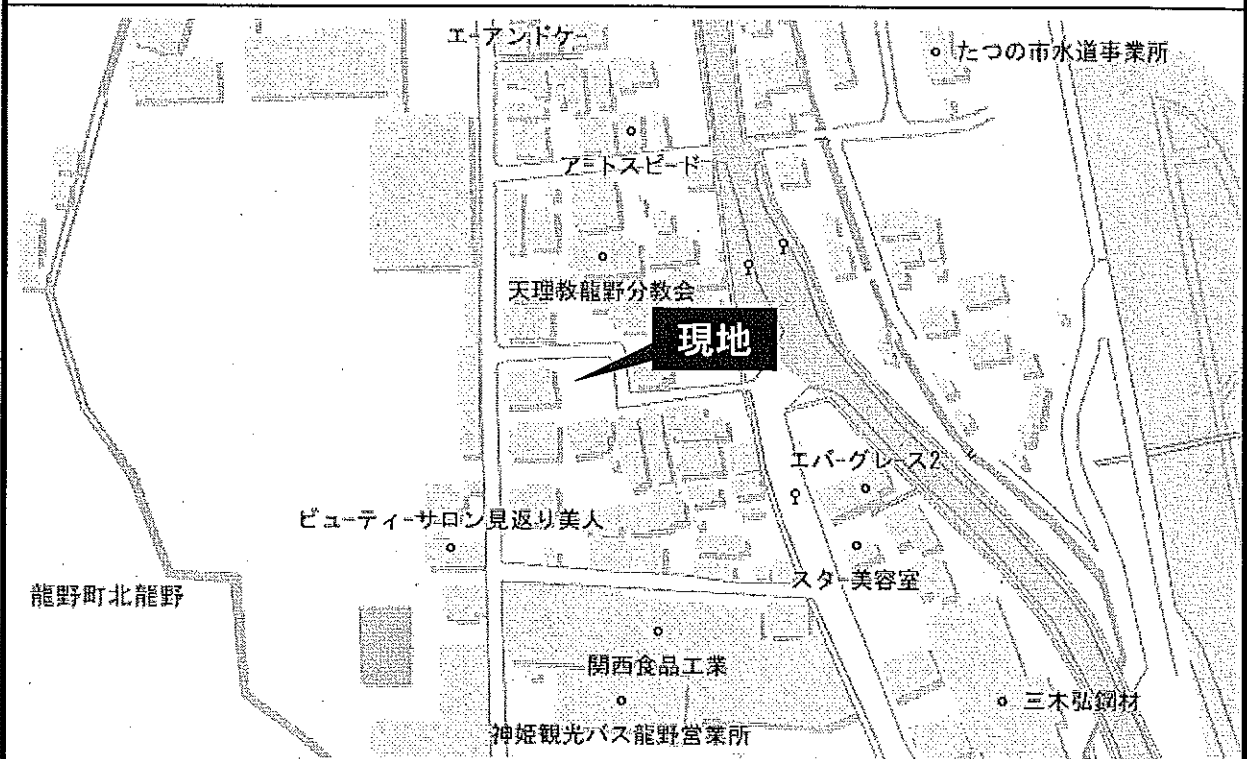 エーアンドケー
たつの市水道事業所
アートスピード
天理教龍野分教会
現地
エバーグレース2
ビューティーサロン見返り美人
スター美容室
龍野町北龍野
関西食品工業
三木弘鋼材
神姫観光バス龍野営業所